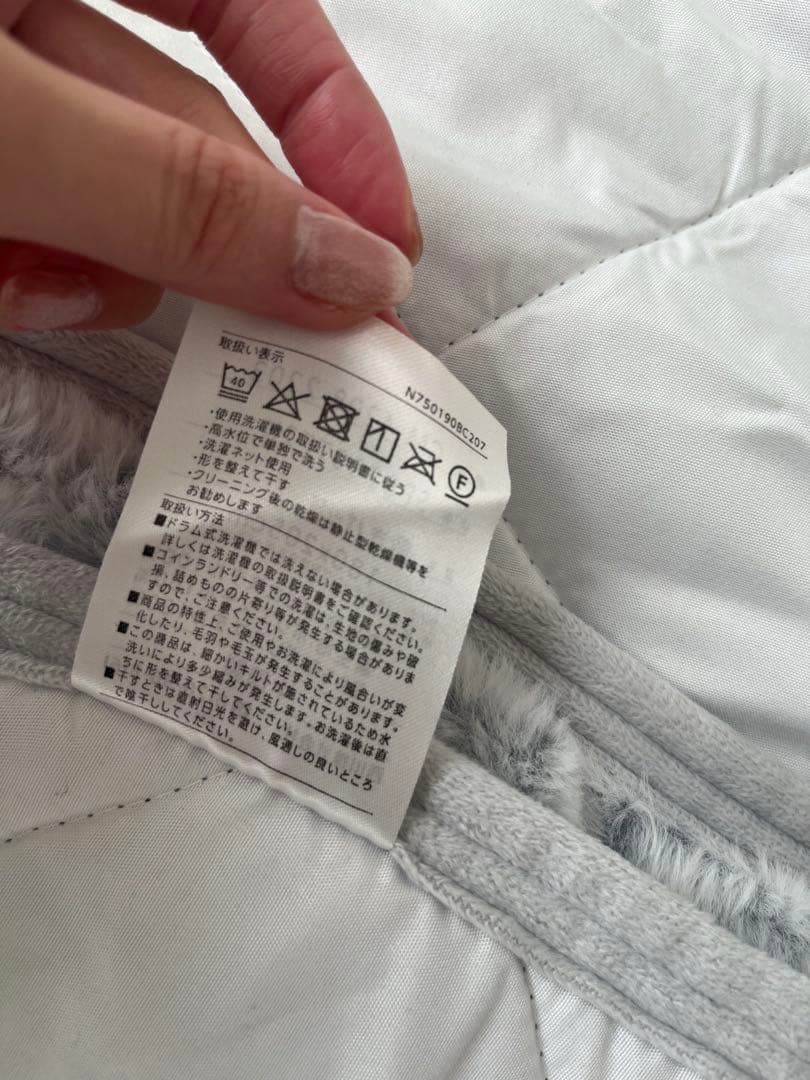 取扱い表示
N750190BC207
40
F
・使用洗濯機の取扱い説明書に従う
・高水位で単独で洗う
・洗濯ネット使用
・形を整えて干す
・クリーニング後の乾燥は静止型乾燥機等を
お勧めします
取扱い方法
■ドラム式洗濯機では洗えない場合があります。
詳しくは洗濯機の取扱説明書をご確認ください。
■コインランドリー等での洗濯は、生地の傷みや破
損、詰めものの片寄り等が発生する場合がありま
すので、ご注意ください。
■商品の特性上、ご使用やお洗濯により風合いが変
化したり、毛羽や毛玉が発生することがあります。
■この商品は、細かいキルトが施されているため水
洗いにより多少縮みが発生します。お洗濯後は直
ちに形を整えて干してください。
■干すときは直射日光を避け、風通しの良いところ
で陰干ししてください。